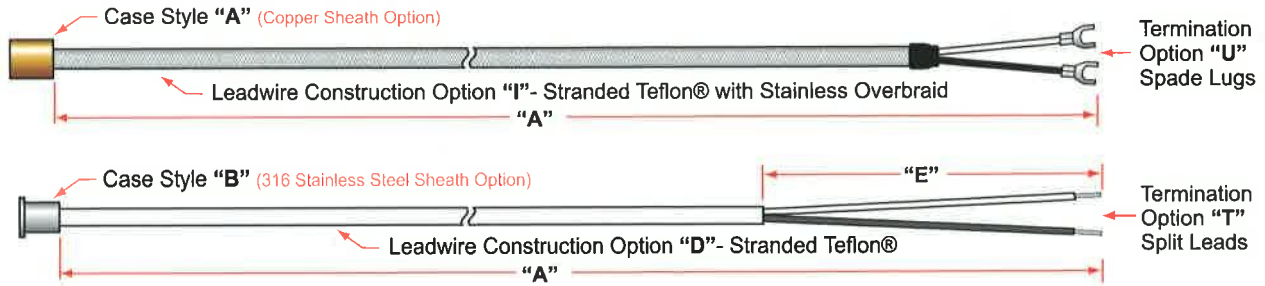 Case Style "A" (Copper Sheath Option)
Termination
Option "U"
Spade Lugs
Leadwire Construction Option "I"- Stranded Teflon® with Stainless Overbraid
"A"
Case Style "B" (316 Stainless Steel Sheath Option)
"E"
Termination
Option "T"
Split Leads
Leadwire Construction Option "D"- Stranded Teflon®
"A"